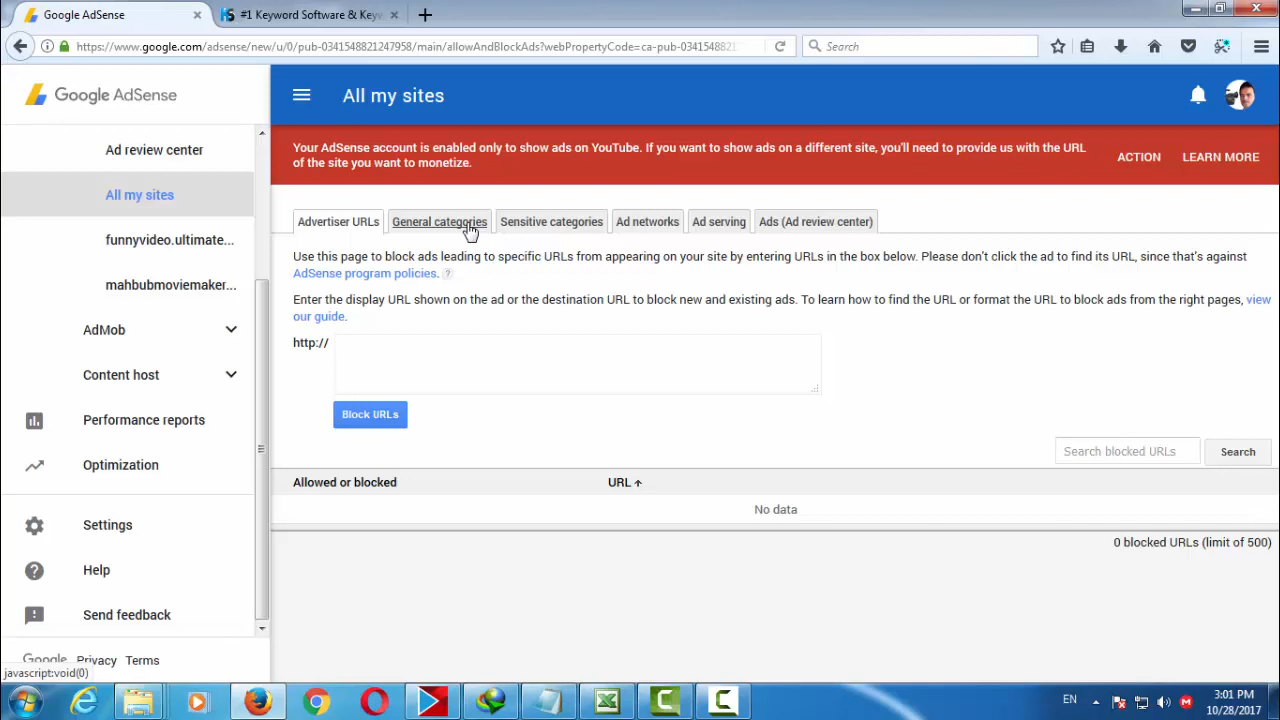 Google AdSense
#1 Keyword Software & Keyw
https://www.google.com/adsense/new/u/0/pub-0341548821247958/main/allowAndBlockAds?webPropertyCode=ca-pub-0341548821
Search
Google AdSense
All my sites
Ad review center
All my sites
funnyvideo.ultimate...
mahbubmoviemaker...
AdMob
Content host
Performance reports
Optimization
Settings
Help
Send feedback
Google Privacy Terms
javascript:void(0)
Your AdSense account is enabled only to show ads on YouTube. If you want to show ads on a different site, you'll need to provide us with the URL
of the site you want to monetize.
ACTION LEARN MORE
Advertiser URLs General categories Sensitive categories Ad networks Ad serving Ads (Ad review center)
Use this page to block ads leading to specific URLs from appearing on your site by entering URLs in the box below. Please don't click the ad to find its URL, since that's against
AdSense program policies. ?
Enter the display URL shown on the ad or the destination URL to block new and existing ads. To learn how to find the URL or format the URL to block ads from the right pages, view
our guide.
http://
Block URLs
Search blocked URLs Search
Allowed or blocked URL ↑
No data
0 blocked URLs (limit of 500)
EN
3:01 PM
10/28/2017